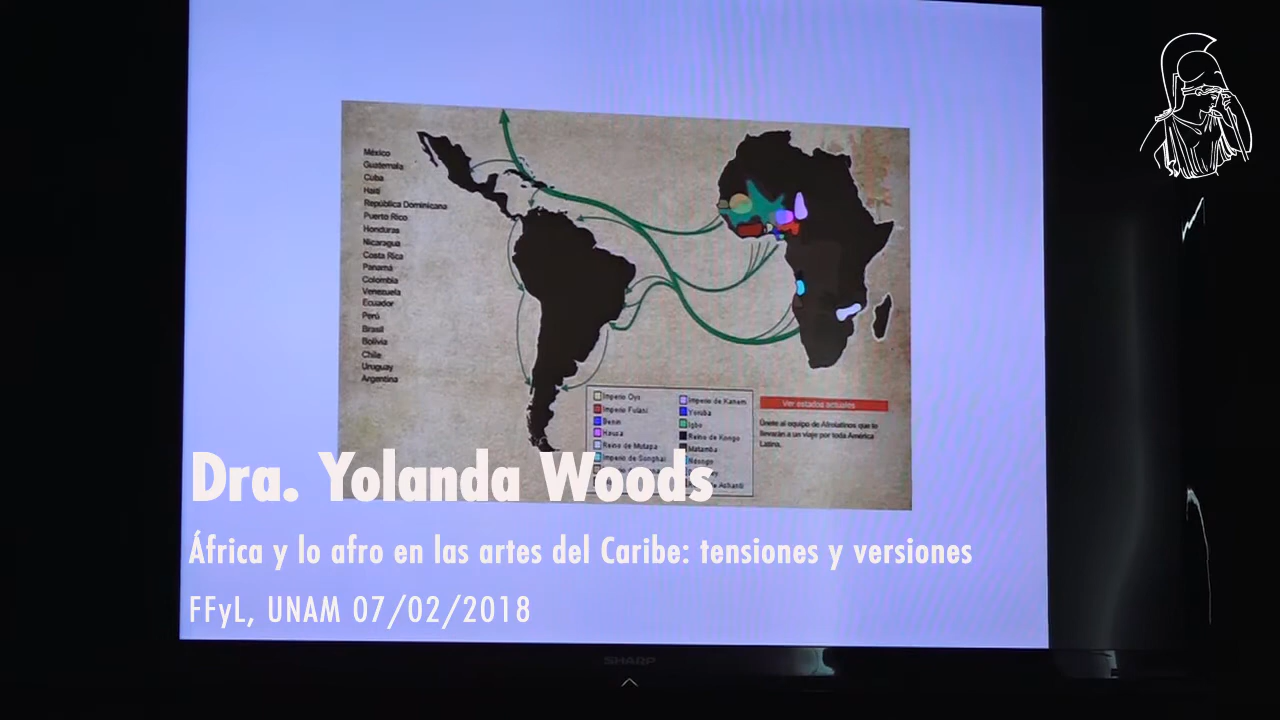 México
Guatemala
Cuba
Haití
República Dominicana
Puerto Rico
Honduras
Nicaragua
Costa Rica
Panamá
Colombia
Venezuela
Ecuador
Perú
Brasil
Bolivia
Chile
Uruguay
Argentina
Imperio Oyo
Imperio Fulani
Benin
Hausa
Reino de Mutapa
Imperio de Songhai
Imperio de Kanem
Yoruba
Igbo
Reino de Kongo
Matamba
Ndongo
Ashanti
Ver estados actuales
Únete al equipo de Afrolatinos que te
llevarán a un viaje por toda América
Latina.
Dra. Yolanda Woods
África y lo afro en las artes del Caribe: tensiones y versiones
FFyL, UNAM 07/02/2018
SHARP